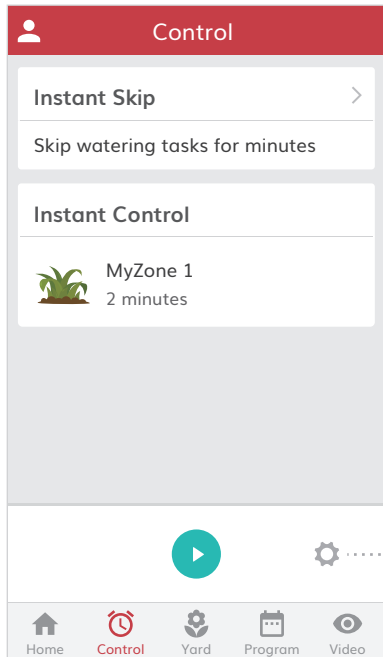 Control
Instant Skip
Skip watering tasks for minutes
Instant Control
MyZone 1
2 minutes
Home Control Yard Program Video